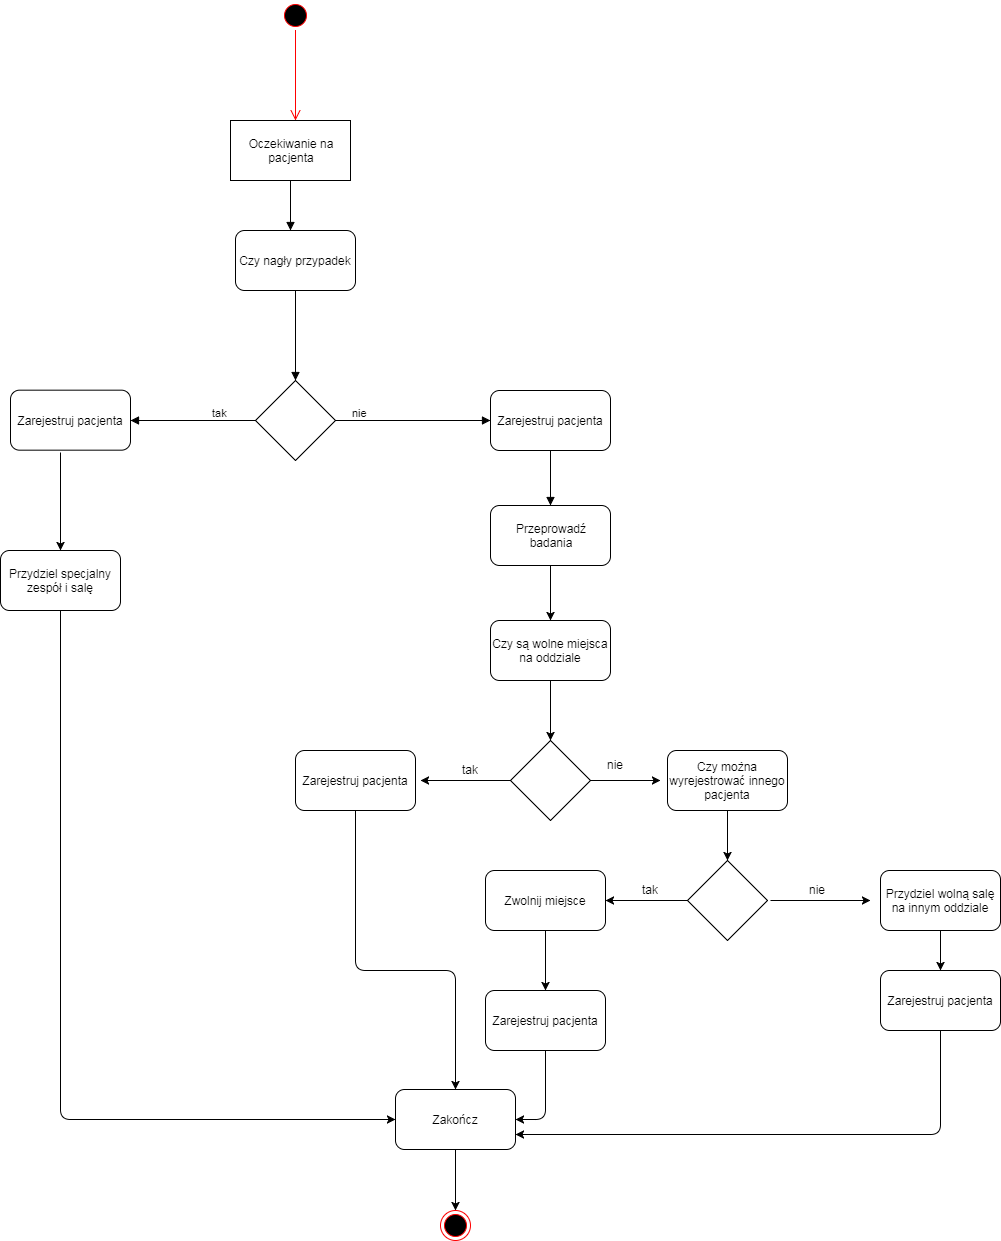 Oczekiwanie na
pacjenta
Czy nagły przypadek
Zarejestruj pacjenta
tak
nie
Zarejestruj pacjenta
Przeprowadź
badania
Przydziel specjalny
zespół i salę
Czy są wolne miejsca
na oddziale
Zarejestruj pacjenta
tak
nie
Czy można
wyrejestrować innego
pacjenta
Zwolnij miejsce
tak
nie
Przydziel wolną salę
na innym oddziale
Zarejestruj pacjenta
Zarejestruj pacjenta
Zakończ